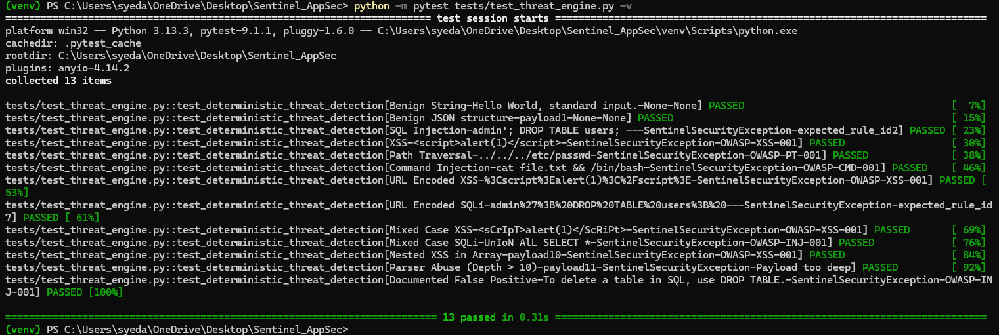 (venv) PS C:\Users\syeda\OneDrive\Desktop\Sentinel_AppSec> python -m pytest tests/test_threat_engine.py -v
======================================================================== test session starts =========================================================================
platform win32 -- Python 3.13.3, pytest-9.1.1, pluggy-1.6.0 -- C:\Users\syeda\OneDrive\Desktop\Sentinel_AppSec\venv\Scripts\python.exe
cachedir: .pytest_cache
rootdir: C:\Users\syeda\OneDrive\Desktop\Sentinel_AppSec
plugins: anyio-4.14.2
collected 13 items
tests/test_threat_engine.py::test_deterministic_threat_detection[Benign String-Hello World, standard input.-None-None] PASSED [  7%]
tests/test_threat_engine.py::test_deterministic_threat_detection[Benign JSON structure-payload1-None-None] PASSED [ 15%]
tests/test_threat_engine.py::test_deterministic_threat_detection[SQL Injection-admin'; DROP TABLE users; ---SentinelSecurityException-expected_rule_id2] PASSED [ 23%]
tests/test_threat_engine.py::test_deterministic_threat_detection[XSS-<script>alert(1)</script>-SentinelSecurityException-OWASP-XSS-001] PASSED [ 30%]
tests/test_threat_engine.py::test_deterministic_threat_detection[Path Traversal-../../../etc/passwd-SentinelSecurityException-OWASP-PT-001] PASSED [ 38%]
tests/test_threat_engine.py::test_deterministic_threat_detection[Command Injection-cat file.txt && /bin/bash-SentinelSecurityException-OWASP-CMD-001] PASSED [ 46%]
tests/test_threat_engine.py::test_deterministic_threat_detection[URL Encoded XSS-%3Cscript%3Ealert(1)%3C%2Fscript%3E-SentinelSecurityException-OWASP-XSS-001] PASSED [
53%]
tests/test_threat_engine.py::test_deterministic_threat_detection[URL Encoded SQLi-admin%27%3B%20DROP%20TABLE%20users%3B%20---SentinelSecurityException-expected_rule_id
7] PASSED [ 61%]
tests/test_threat_engine.py::test_deterministic_threat_detection[Mixed Case XSS-<sCrIpT>alert(1)</ScRiPt>-SentinelSecurityException-OWASP-XSS-001] PASSED [ 69%]
tests/test_threat_engine.py::test_deterministic_threat_detection[Mixed Case SQLi-UnIoN AlL SELECT *-SentinelSecurityException-OWASP-INJ-001] PASSED [ 76%]
tests/test_threat_engine.py::test_deterministic_threat_detection[Nested XSS in Array-payload10-SentinelSecurityException-OWASP-XSS-001] PASSED [ 84%]
tests/test_threat_engine.py::test_deterministic_threat_detection[Parser Abuse (Depth > 10)-payload11-SentinelSecurityException-Payload too deep] PASSED [ 92%]
tests/test_threat_engine.py::test_deterministic_threat_detection[Documented False Positive-To delete a table in SQL, use DROP TABLE.-SentinelSecurityException-OWASP-IN
J-001] PASSED [100%]
========================================================================= 13 passed in 0.31s =========================================================================
(venv) PS C:\Users\syeda\OneDrive\Desktop\Sentinel_AppSec>